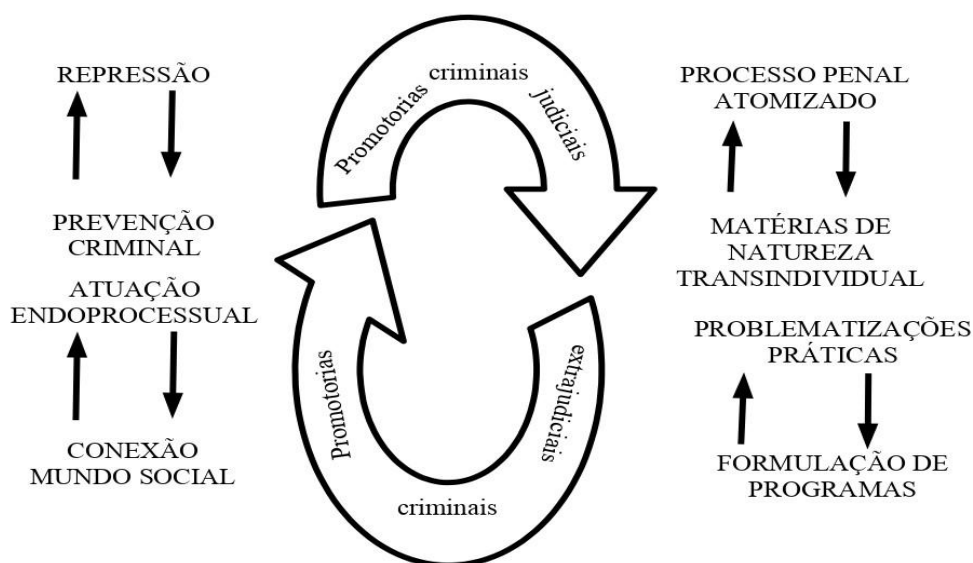 REPRESSÃO
PREVENÇÃO
CRIMINAL
ATUAÇÃO
ENDOPROCESSUAL
CONEXÃO
MUNDO SOCIAL
Promotorias criminais judiciais
Promotorias criminais extrajudiciais
PROCESSO PENAL
ATOMIZADO
MATÉRIAS DE
NATUREZA
TRANSINDIVIDUAL
PROBLEMATIZAÇÕES
PRÁTICAS
FORMULAÇÃO DE
PROGRAMAS